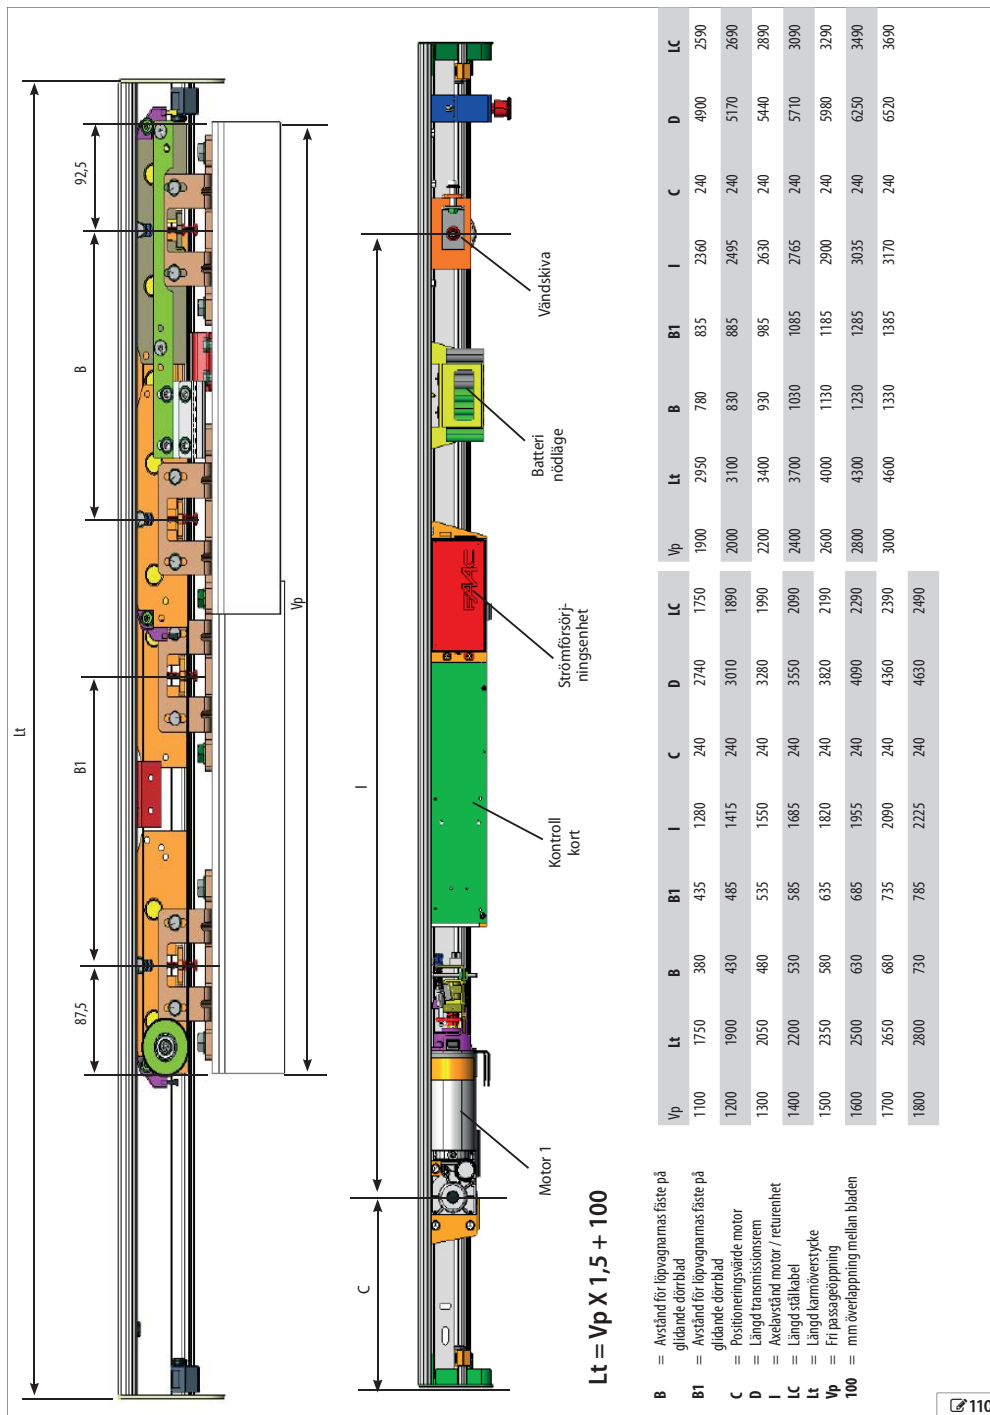 Lt
92,5
B
B1
87,5
Vp
I
C
Vändskiva
Batteri
nödläge
FAAC
Strömförsörj-
ningsenhet
Kontroll
kort
Motor 1
Lt = Vp X 1,5 + 100
B = Avstånd för löpvagnarnas fäste på
glidande dörrblad
B1 = Avstånd för löpvagnarnas fäste på
glidande dörrblad
C = Positioneringsvärde motor
D = Längd transmissionsrem
I = Axelavstånd motor / returenhet
LC = Längd stålkabel
Lt = Längd karmöverstycke
Vp = Fri passageöppning
100 = mm överlappning mellan bladen
Vp Lt B B1 I C D LC
1100 1750 380 435 1280 240 2740 1750
1200 1900 430 485 1415 240 3010 1890
1300 2050 480 535 1550 240 3280 1990
1400 2200 530 585 1685 240 3550 2090
1500 2350 580 635 1820 240 3820 2190
1600 2500 630 685 1955 240 4090 2290
1700 2650 680 735 2090 240 4360 2390
1800 28000 730 785 2225 240 4630 2490
Vp Lt B B1 I C D LC
1900 2950 780 835 2360 240 4900 2590
2000 3100 830 885 2495 240 5170 2690
2200 3400 930 985 2630 240 5440 2890
2400 3700 1030 1085 2765 240 5710 3090
2600 4000 1130 1185 2900 240 5980 3290
2800 4300 1230 1285 3035 240 6250 3490
3000 4600 1330 1385 3170 240 6520 3690
110